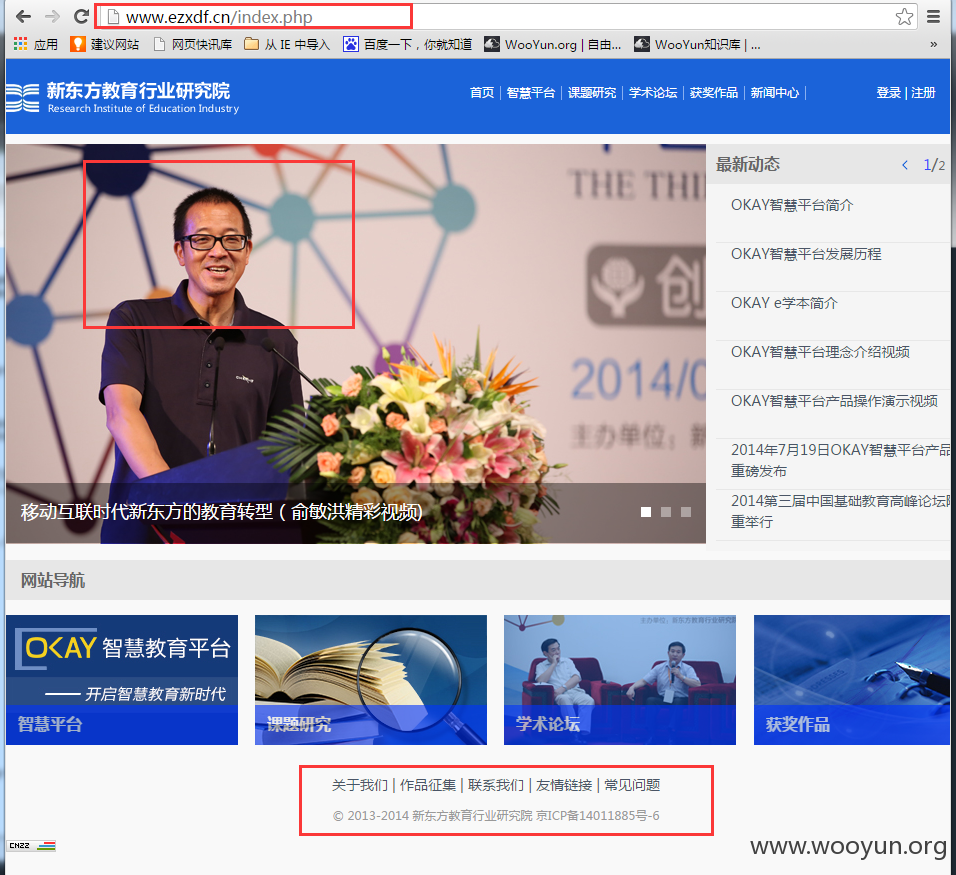 www.ezxdf.cn/index.php
应用 建议网站 网页快讯库 从 IE 中导入 百度一下，你就知道 WooYun.org | 自由... WooYun知识库 | ... »
新东方教育行业研究院
Research Institute of Education Industry
首页 | 智慧平台 | 课题研究 | 学术论坛 | 获奖作品 | 新闻中心 |
登录 | 注册
THE THI
创
2014/0
主办单位：新
移动互联时代新东方的教育转型 ( 俞敏洪精彩视频)
最新动态 1/2
OKAY智慧平台简介
OKAY智慧平台发展历程
OKAY e学本简介
OKAY智慧平台理念介绍视频
OKAY智慧平台产品操作演示视频
2014年7月19日OKAY智慧平台产品
重磅发布
2014第三届中国基础教育高峰论坛
重举行
网站导航
OKAY 智慧教育平台
—— 开启智慧教育新时代
智慧平台
课题研究
学术论坛
获奖作品
关于我们 | 作品征集 | 联系我们 | 友情链接 | 常见问题
© 2013-2014 新东方教育行业研究院 京ICP备14011885号-6
CNZZ
www.wooyun.org